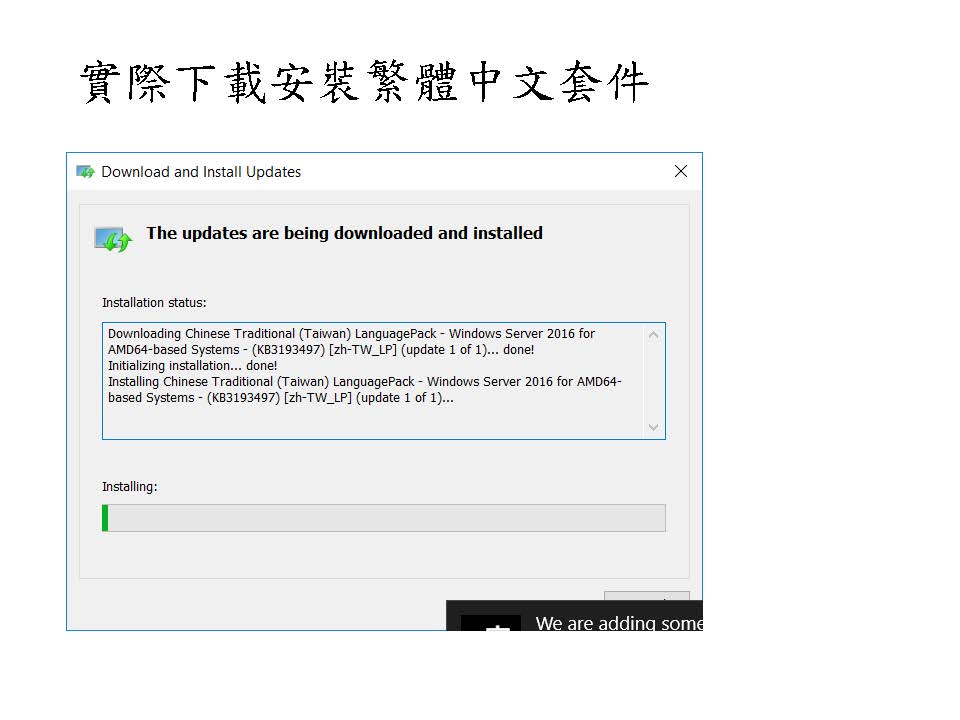 實際下載安裝繁體中文套件
Download and Install Updates
The updates are being downloaded and installed
Installation status:
Downloading Chinese Traditional (Taiwan) LanguagePack - Windows Server 2016 for
AMD64-based Systems - (KB3193497) [zh-TW_LP] (update 1 of 1)... done!
Initializing installation... done!
Installing Chinese Traditional (Taiwan) LanguagePack - Windows Server 2016 for AMD64-
based Systems - (KB3193497) [zh-TW_LP] (update 1 of 1)...
Installing:
We are adding some